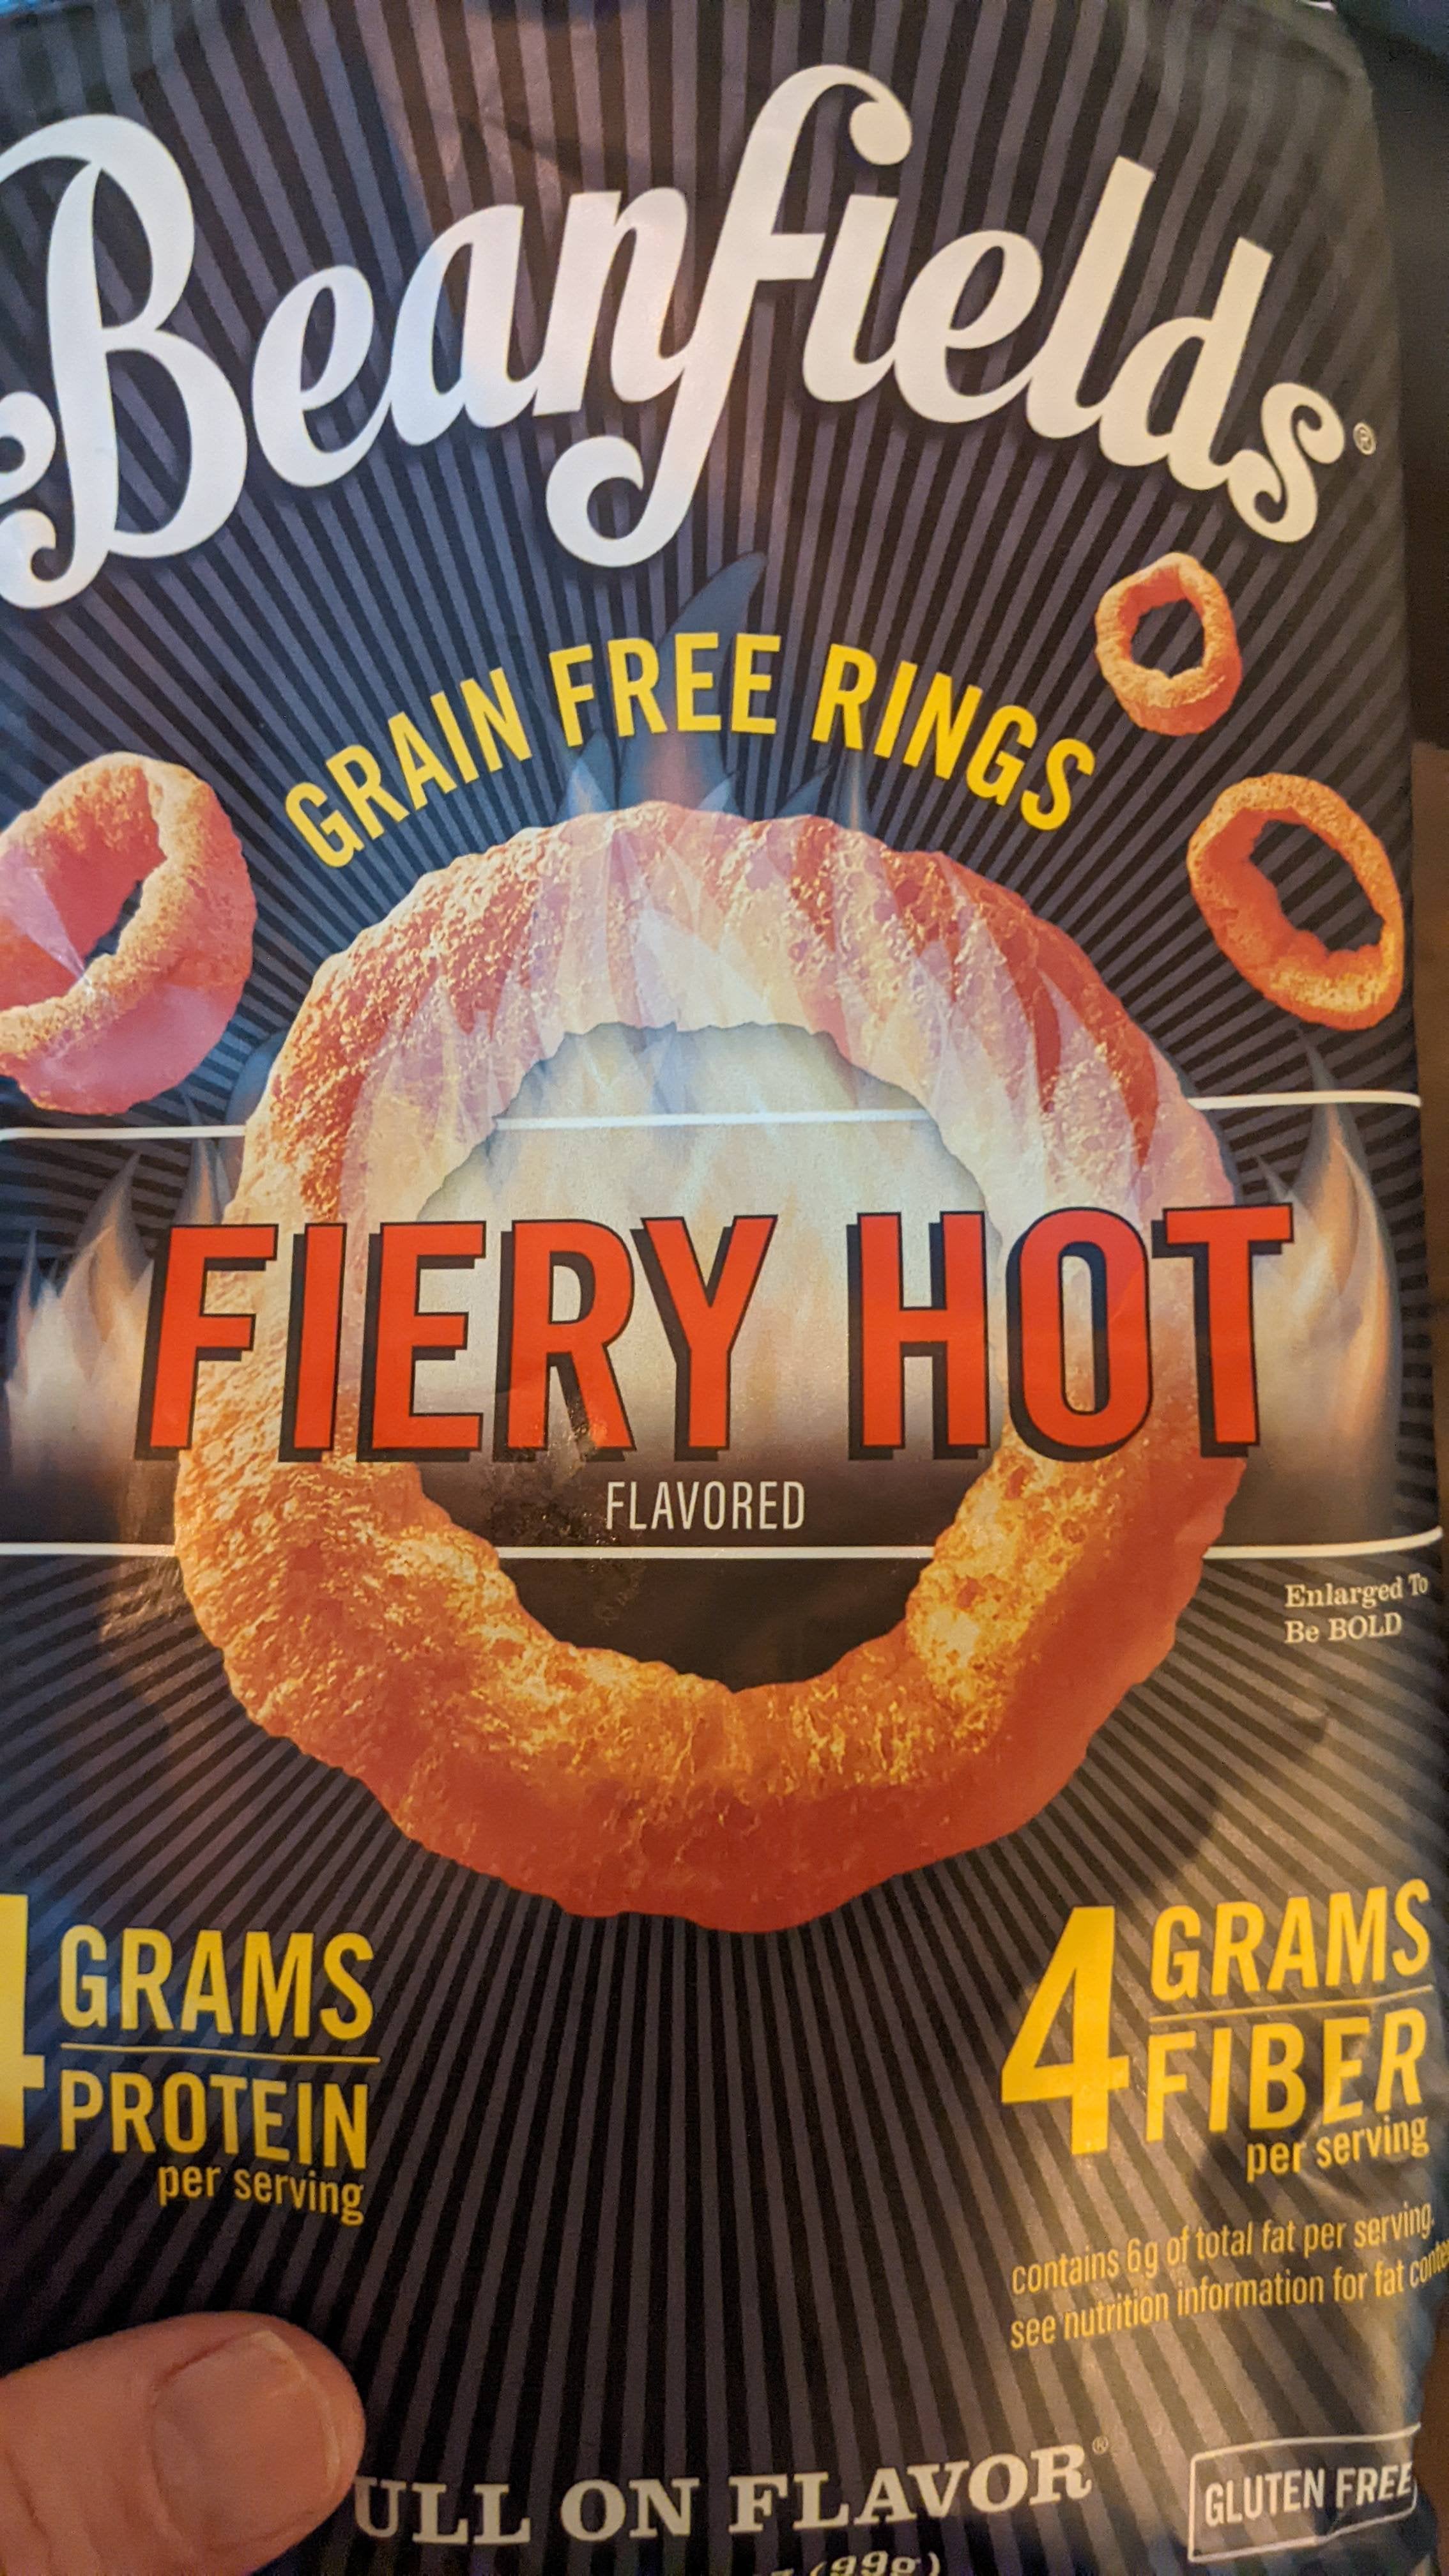 Beanfields®
GRAIN FREE RINGS
FIERY HOT
FLAVORED
Enlarged To
Be BOLD
GRAMS
PROTEIN
per serving
4 GRAMS
FIBER
per serving
contains 6g of total fat per serving.
see nutrition information for fat
ULL ON FLAVOR®
GLUTEN FREE
(99g)